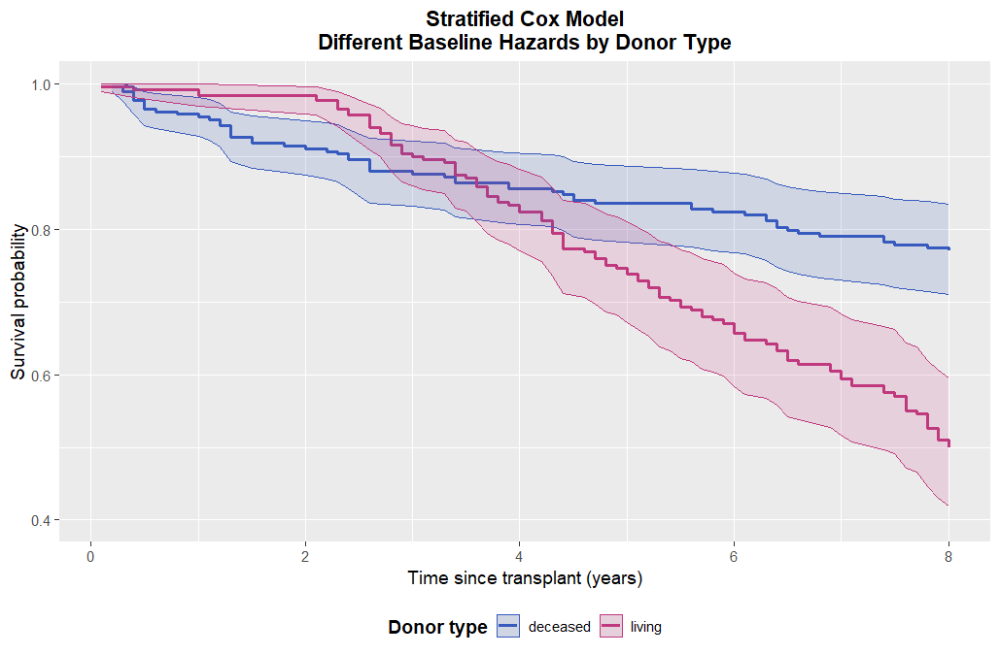 Stratified Cox Model
Different Baseline Hazards by Donor Type
Survival probability
1.0
0.8
0.6
0.4
0
2
4
6
8
Time since transplant (years)
Donor type
deceased
living